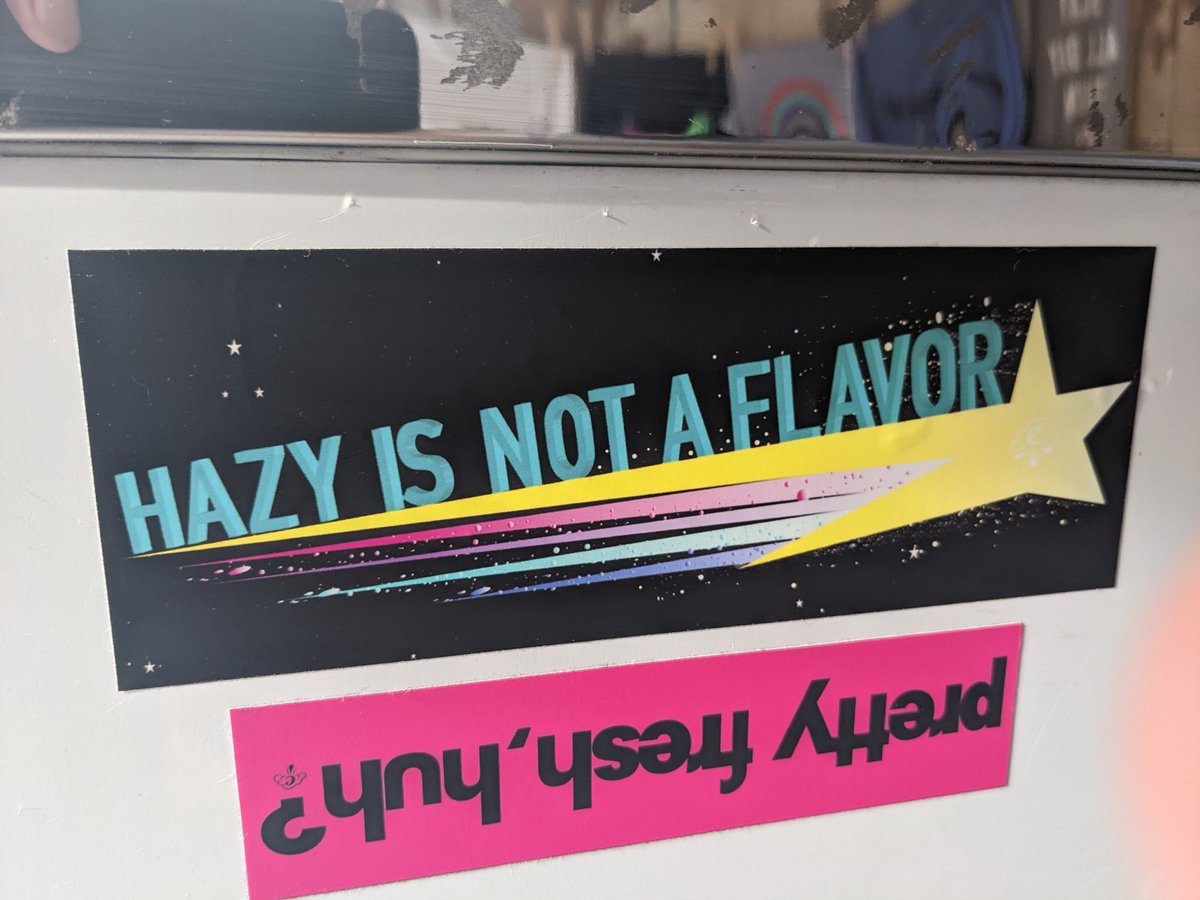 HAZY IS NOT A FLAVOR
pretty fresh, huh?